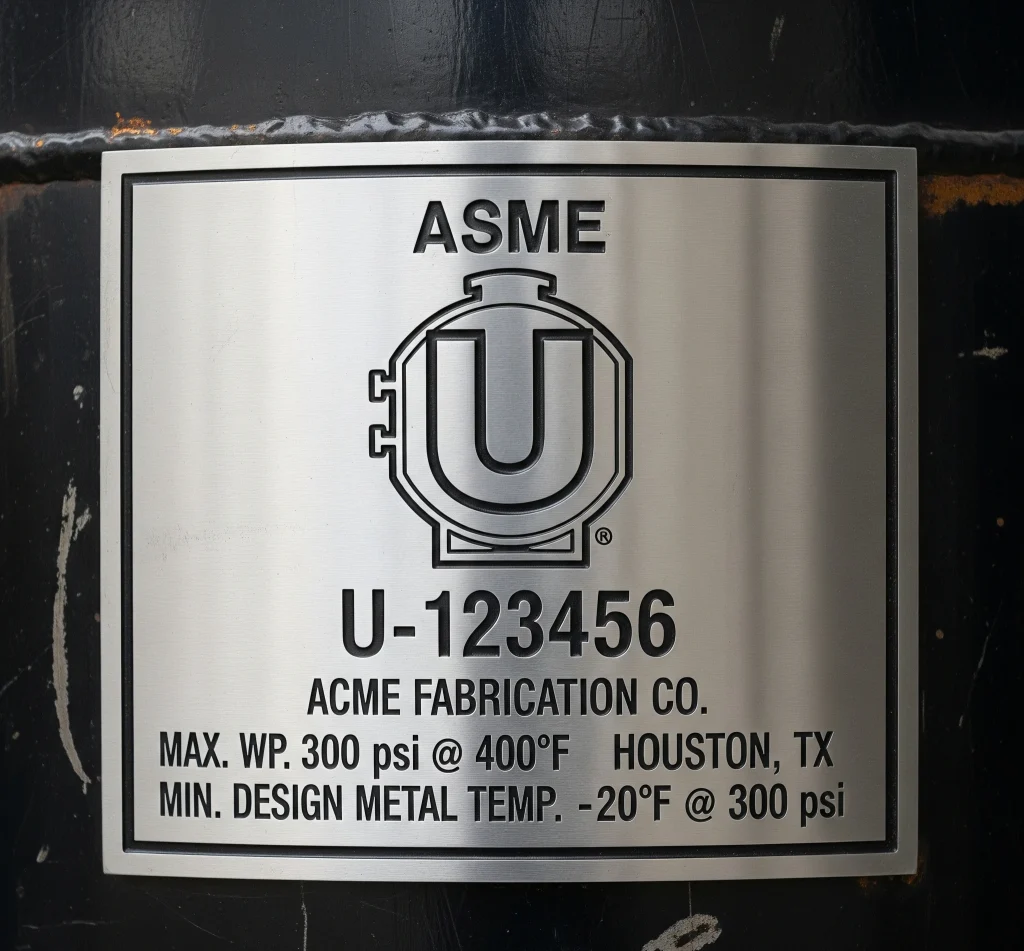 ASME
U
®
U-123456
ACME FABRICATION CO.
MAX. WP. 300 psi @ 400°F HOUSTON, TX
MIN. DESIGN METAL TEMP. -20°F @ 300 psi